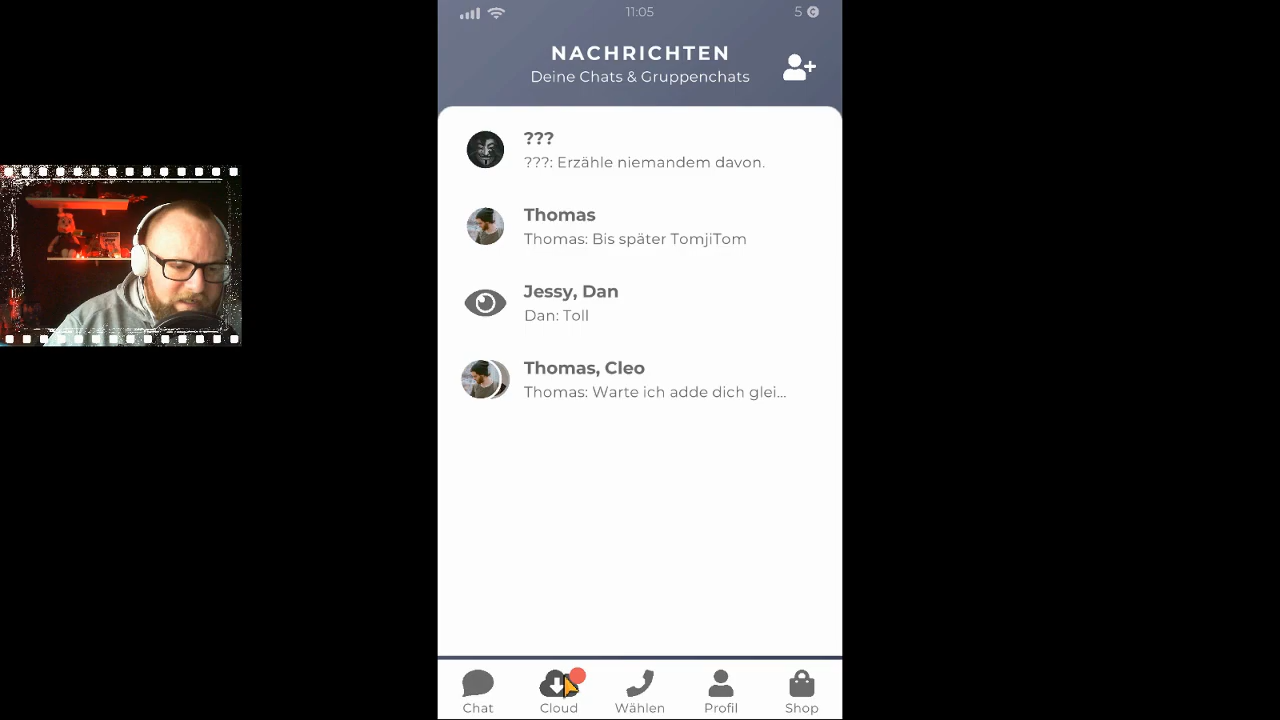 11:05
5
NACHRICHTEN
Deine Chats & Gruppenchats
???
???: Erzähle niemandem davon.
Thomas
Thomas: Bis später TomjiTom
Jessy, Dan
Dan: Toll
Thomas, Cleo
Thomas: Warte ich adde dich glei...
Chat
Cloud
Wählen
Profil
Shop